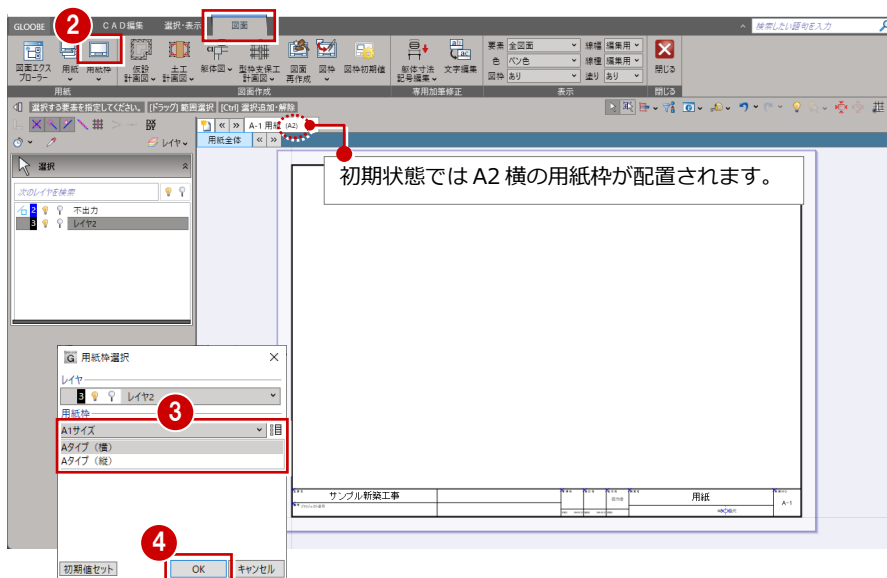 GLOOBE
2
CAD編集
選択・表示
図面
検索したい語句を入力
図面エクスプローラー
用紙
用紙枠
仮設計画図
土工計画図
躯体図
型枠支保工計画図
図面再作成
図枠
図枠初期値
躯体寸法記号編集
文字編集
要素 全図面
線幅 編集用
色 ペン色
線種 編集用
図枠 あり
塗り あり
閉じる
用紙
図面作成
専用加筆修正
表示
閉じる
選択する要素を指定してください。 [ドラッグ] 範囲選択 [Ctrl] 選択追加・解除
A-1 用紙 (A2)
レイヤ
用紙全体
選択
初期状態では A2 横の用紙枠が配置されます。
次のレイヤを検索
2 不出力
3 レイヤ2
G 用紙枠選択
レイヤ
3 レイヤ2
用紙枠
3
A1サイズ
Aタイプ (横)
Aタイプ (縦)
サンプル新築工事
用紙
A-1
4
初期値セット
OK
キャンセル